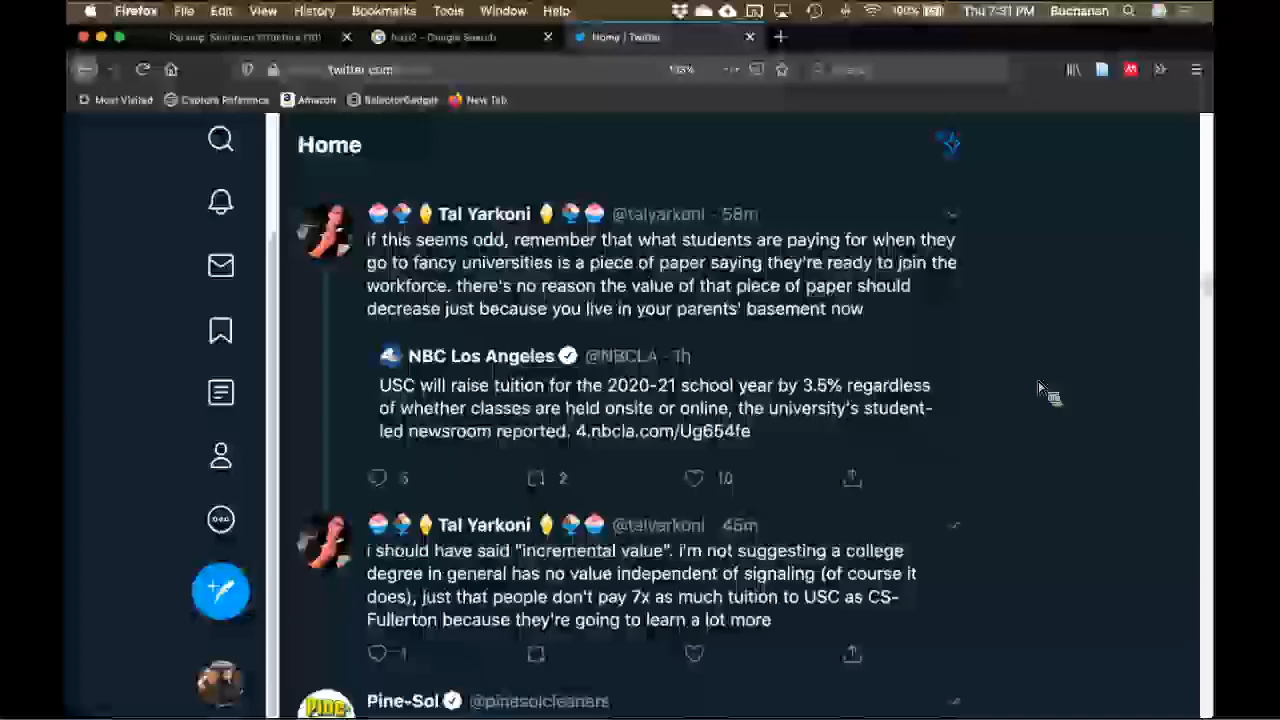 Firefox File Edit View History Bookmarks Tools Window Help 100% Thu 7:31 PM Buchanan
Home | Twitter
twitter.com
Most Visited Capture Reference Amazon SelectorGadget New Tab
Home
Tal Yarkoni @talyarkoni · 58m
if this seems odd, remember that what students are paying for when they
go to fancy universities is a piece of paper saying they're ready to join the
workforce. there's no reason the value of that piece of paper should
decrease just because you live in your parents' basement now
NBC Los Angeles @NBCLA · 1h
USC will raise tuition for the 2020-21 school year by 3.5% regardless
of whether classes are held onsite or online, the university's student-
led newsroom reported. 4.nbcla.com/Ug654fe
2 10
Tal Yarkoni @talyarkoni
i should have said "incremental value". i'm not suggesting a college
degree in general has no value independent of signaling (of course it
does), just that people don't pay 7x as much tuition to USC as CS-
Fullerton because they're going to learn a lot more
1
Pine-Sol @pinesolcleaners